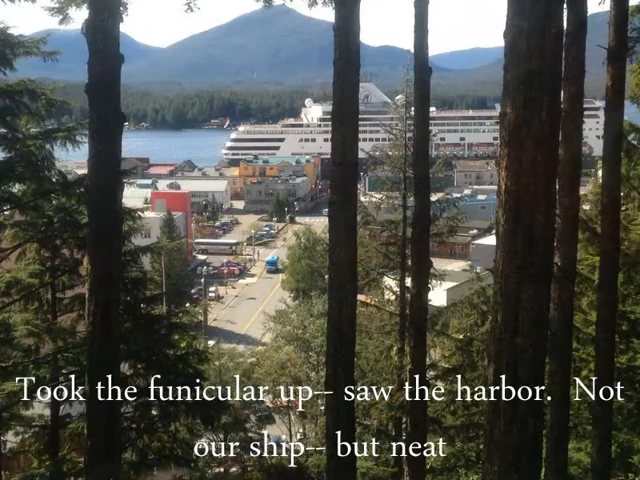 Took the funicular up-- saw the harbor.  Not
our ship-- but neat